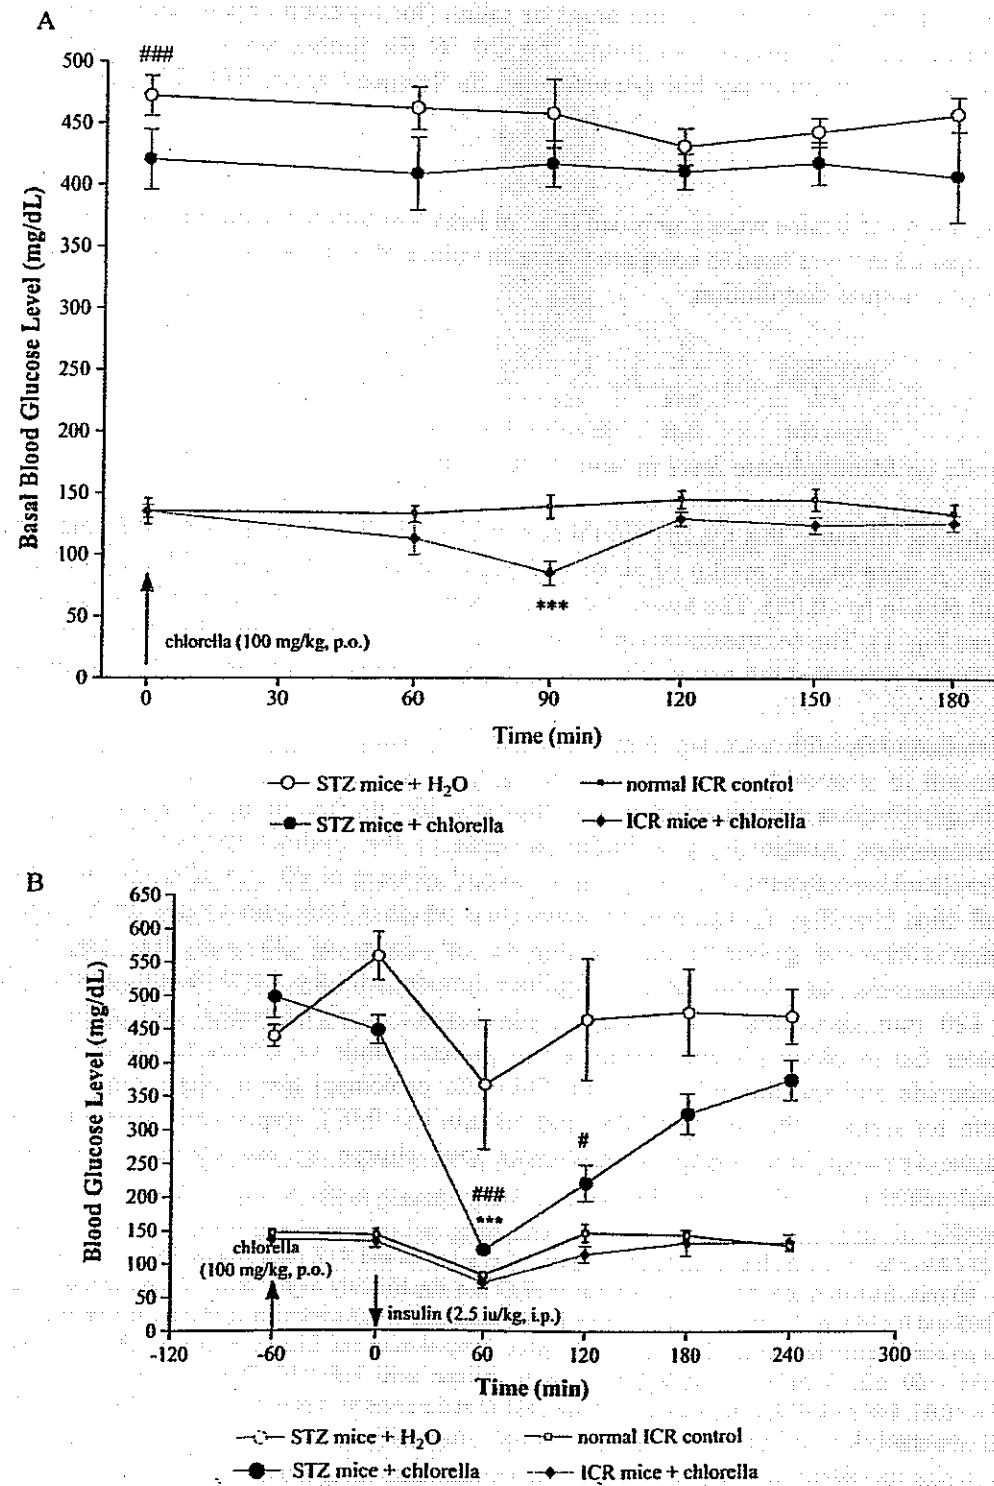 A
###
500
450
400
350
300
250
200
150
100
50
0
Basal Blood Glucose Level (mg/dL)
***
chlorella (100 mg/kg, p.o.)
0 30 60 90 120 150 180
Time (min)
STZ mice + H₂O normal ICR control
STZ mice + chlorella ICR mice + chlorella
B
650
600
550
500
450
400
350
300
250
200
150
100
50
0
Blood Glucose Level (mg/dL)
#
###
***
chlorella
(100 mg/kg, p.o.)
insulin (2.5 iu/kg, i.p.)
-120 -60 0 60 120 180 240 300
Time (min)
STZ mice + H₂O normal ICR control
STZ mice + chlorella ICR mice + chlorella